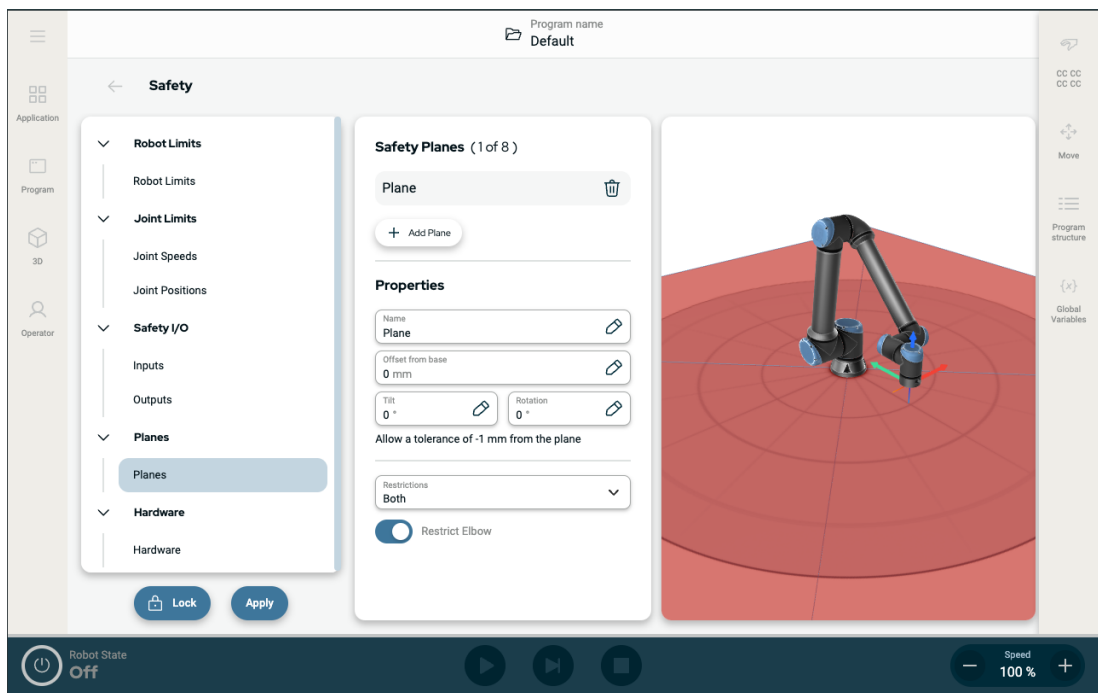 Program name
Default
Application
Program
3D
Operator
Safety
Robot Limits
Robot Limits
Joint Limits
Joint Speeds
Joint Positions
Safety I/O
Inputs
Outputs
Planes
Planes
Hardware
Hardware
Lock
Apply
Safety Planes (1 of 8)
Plane
+ Add Plane
Properties
Name
Plane
Offset from base
0 mm
Tilt
0 °
Rotation
0 °
Allow a tolerance of -1 mm from the plane
Restrictions
Both
Restrict Elbow
CC CC
CC CC
Move
Program
structure
{x}
Global
Variables
Robot State
Off
Speed
100 %